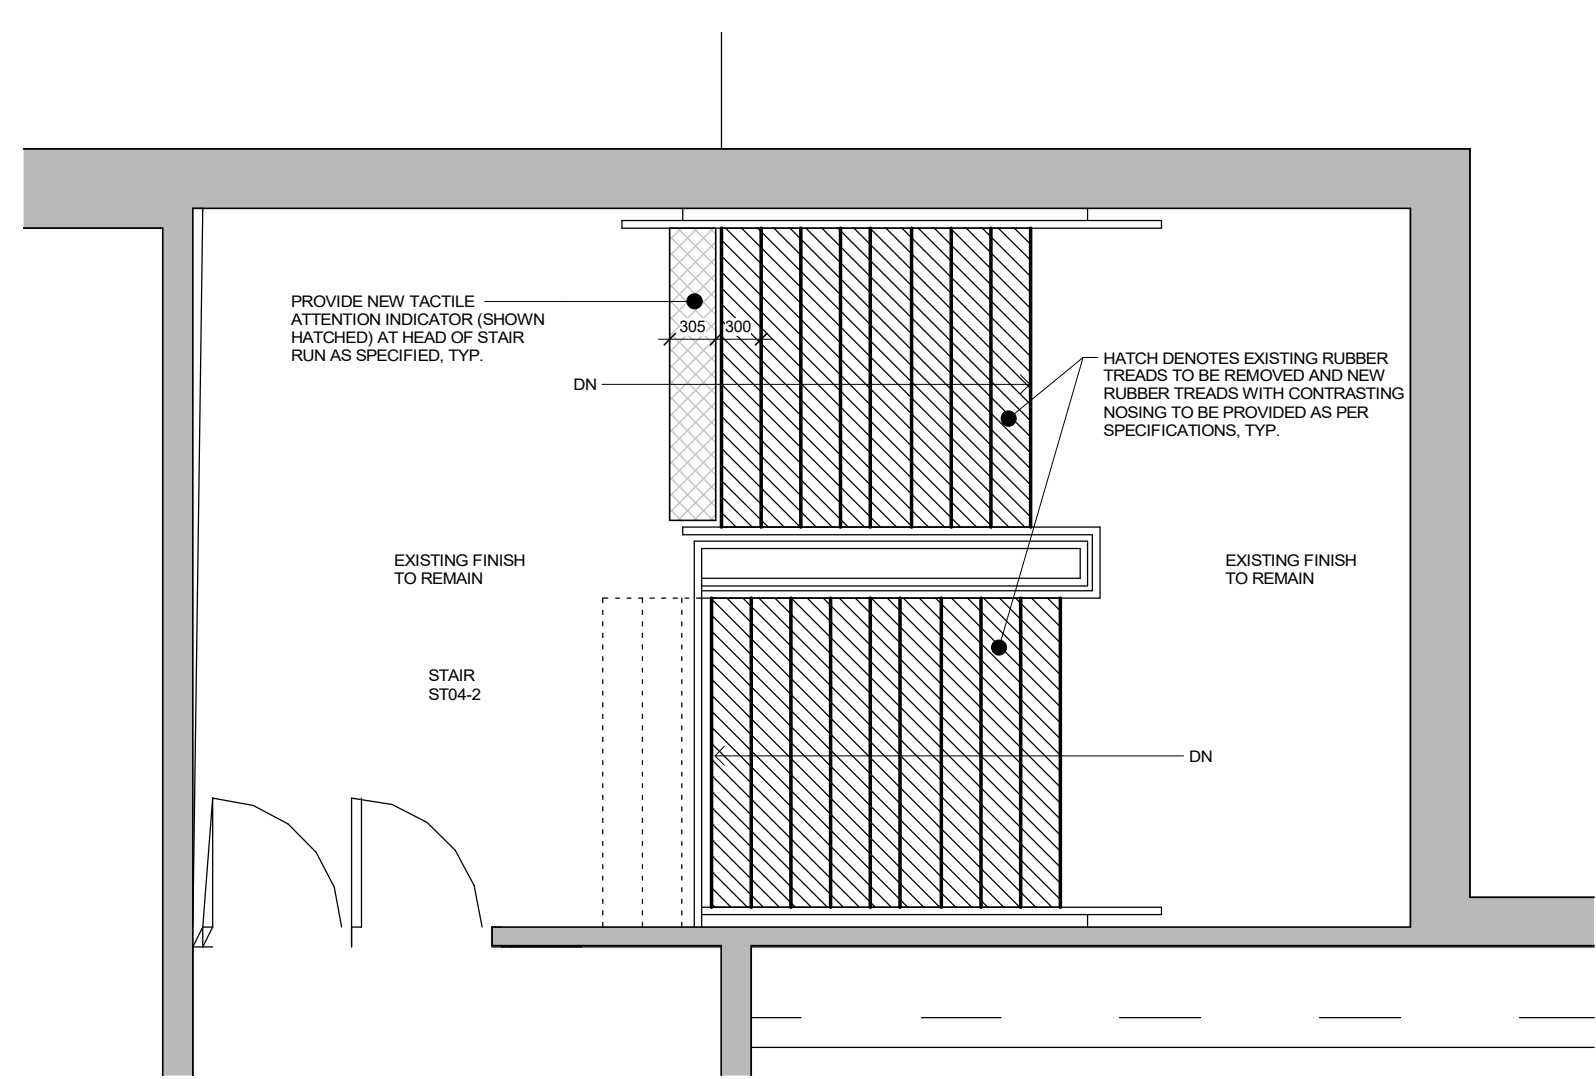 PROVIDE NEW TACTILE
ATTENTION INDICATOR (SHOWN
HATCHED) AT HEAD OF STAIR
RUN AS SPECIFIED, TYP.
305
300
DN
HATCH DENOTES EXISTING RUBBER
TREADS TO BE REMOVED AND NEW
RUBBER TREADS WITH CONTRASTING
NOSING TO BE PROVIDED AS PER
SPECIFICATIONS, TYP.
EXISTING FINISH
TO REMAIN
EXISTING FINISH
TO REMAIN
STAIR
ST04-2
DN